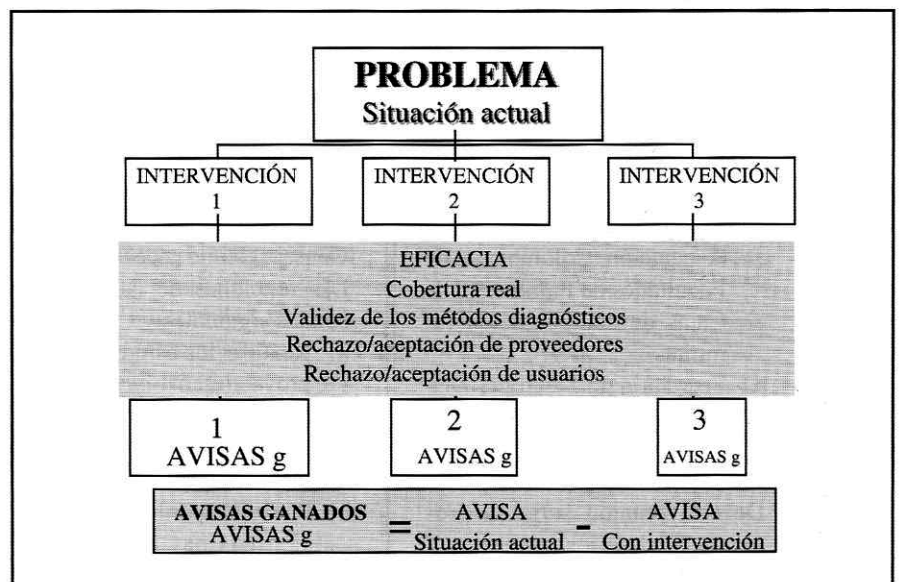 PROBLEMA
Situación actual
INTERVENCIÓN
1
INTERVENCIÓN
2
INTERVENCIÓN
3
EFICACIA
Cobertura real
Validez de los métodos diagnósticos
Rechazo/aceptación de proveedores
Rechazo/aceptación de usuarios
1
AVISAS g
2
AVISAS g
3
AVISAS g
AVISAS GANADOS
AVISAS g
=
AVISA
Situación actual
-
AVISA
Con intervención